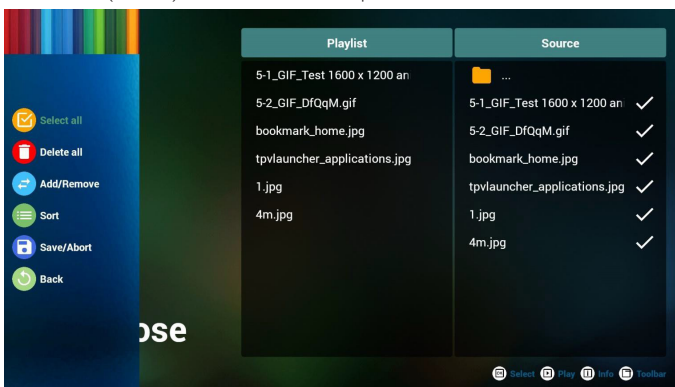 Playlist
Source
5-1_GIF_Test 1600 x 1200 an
...
5-2_GIF_DfQqM.gif
5-1_GIF_Test 1600 x 1200 an
bookmark_home.jpg
5-2_GIF_DfQqM.gif
tpvlauncher_applications.jpg
bookmark_home.jpg
1.jpg
tpvlauncher_applications.jpg
4m.jpg
1.jpg
4m.jpg
Select all
Delete all
Add/Remove
Sort
Save/Abort
Back
ose
Select Play Info Toolbar